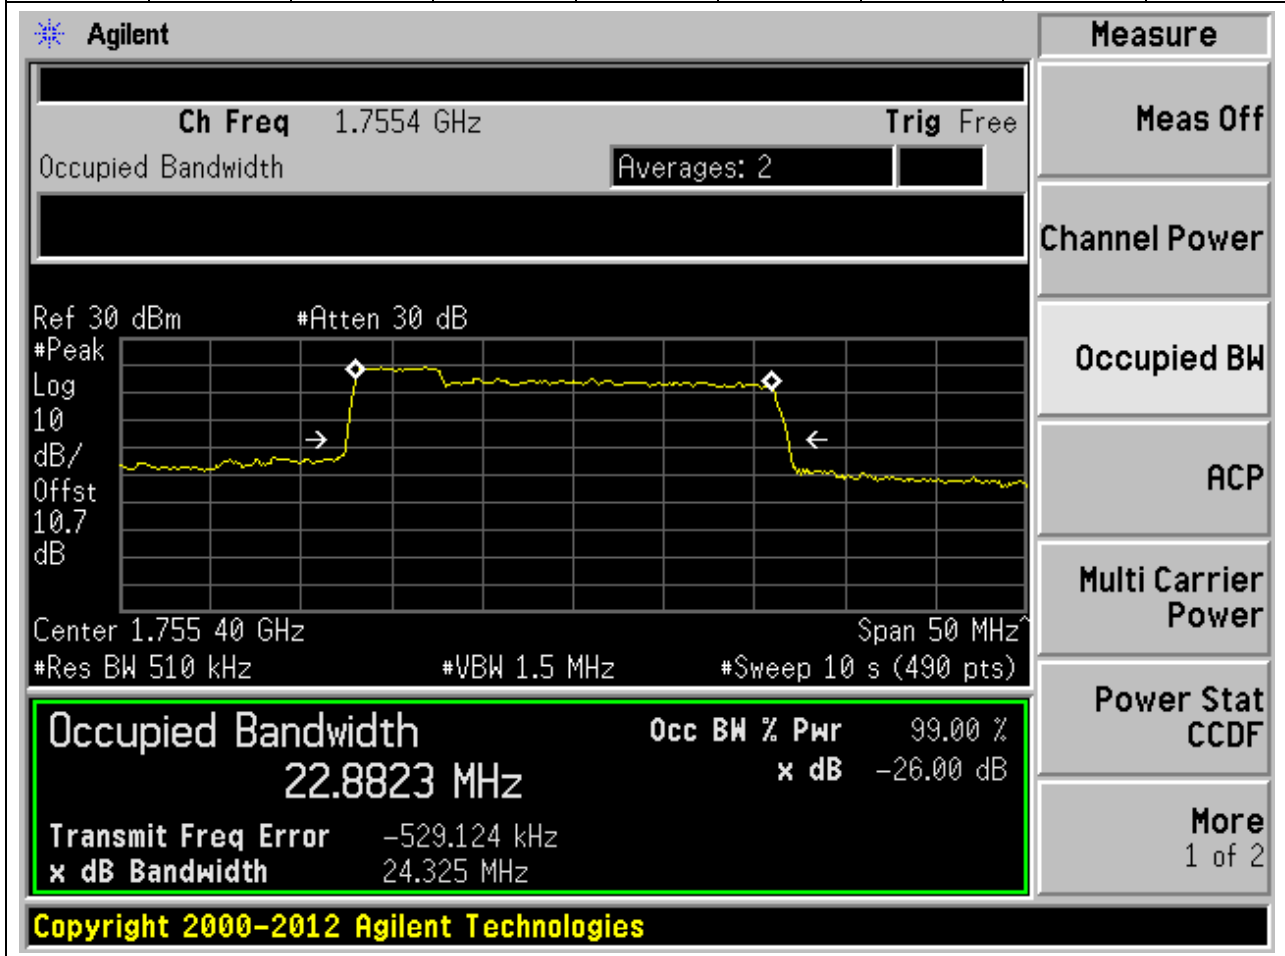 Agilent
Measure
Ch Freq 1.7554 GHz Trig Free
Meas Off
Occupied Bandwidth Averages: 2
Channel Power
Ref 30 dBm #Atten 30 dB
#Peak
Log
10
dB/
Offst
10.7
dB
Occupied BW
ACP
Center 1.755 40 GHz Span 50 MHz^
#Res BW 510 kHz #VBW 1.5 MHz #Sweep 10 s (490 pts)
Multi Carrier
Power
Occupied Bandwidth Occ BW % Pwr 99.00 %
22.8823 MHz x dB -26.00 dB
Transmit Freq Error -529.124 kHz
x dB Bandwidth 24.325 MHz
Power Stat
CCDF
More
1 of 2
Copyright 2000-2012 Agilent Technologies